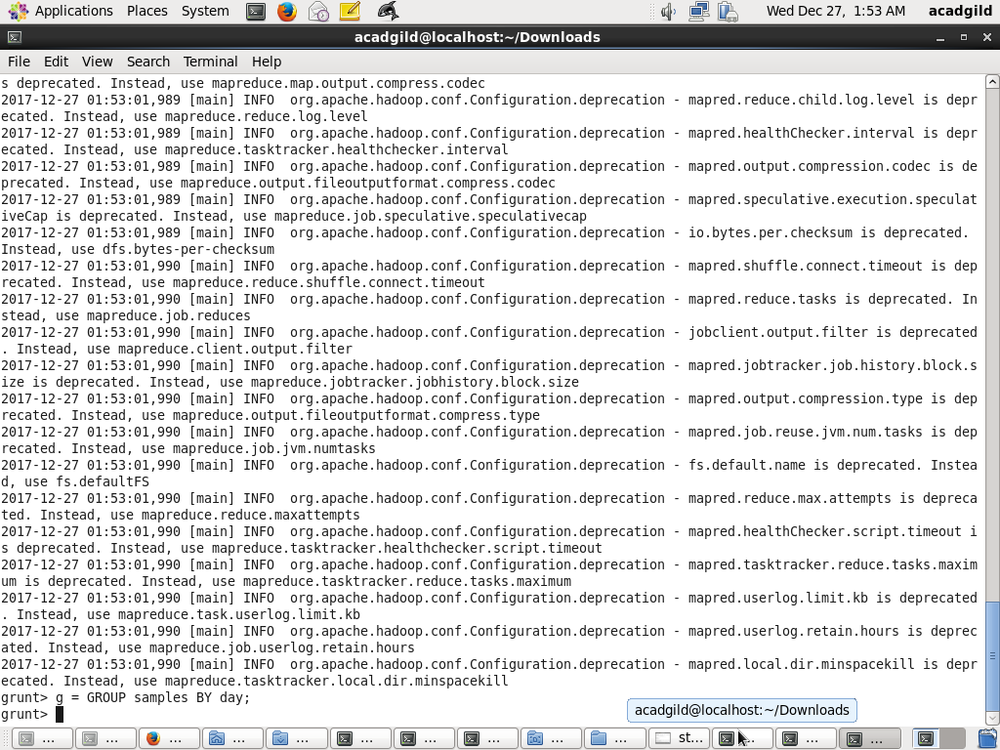 Applications Places System Wed Dec 27, 1:53 AM acadgild
acadgild@localhost:~/Downloads
File Edit View Search Terminal Help
s deprecated. Instead, use mapreduce.map.output.compress.codec
2017-12-27 01:53:01,989 [main] INFO  org.apache.hadoop.conf.Configuration.deprecation - mapred.reduce.child.log.level is depr
ecated. Instead, use mapreduce.reduce.log.level
2017-12-27 01:53:01,989 [main] INFO  org.apache.hadoop.conf.Configuration.deprecation - mapred.healthChecker.interval is depr
ecated. Instead, use mapreduce.tasktracker.healthchecker.interval
2017-12-27 01:53:01,989 [main] INFO  org.apache.hadoop.conf.Configuration.deprecation - mapred.output.compression.codec is de
precated. Instead, use mapreduce.output.fileoutputformat.compress.codec
2017-12-27 01:53:01,989 [main] INFO  org.apache.hadoop.conf.Configuration.deprecation - mapred.speculative.execution.speculat
iveCap is deprecated. Instead, use mapreduce.job.speculative.speculativecap
2017-12-27 01:53:01,989 [main] INFO  org.apache.hadoop.conf.Configuration.deprecation - io.bytes.per.checksum is deprecated.
Instead, use dfs.bytes-per-checksum
2017-12-27 01:53:01,990 [main] INFO  org.apache.hadoop.conf.Configuration.deprecation - mapred.shuffle.connect.timeout is dep
recated. Instead, use mapreduce.reduce.shuffle.connect.timeout
2017-12-27 01:53:01,990 [main] INFO  org.apache.hadoop.conf.Configuration.deprecation - mapred.reduce.tasks is deprecated. In
stead, use mapreduce.job.reduces
2017-12-27 01:53:01,990 [main] INFO  org.apache.hadoop.conf.Configuration.deprecation - jobclient.output.filter is deprecated
. Instead, use mapreduce.client.output.filter
2017-12-27 01:53:01,990 [main] INFO  org.apache.hadoop.conf.Configuration.deprecation - mapred.jobtracker.job.history.block.s
ize is deprecated. Instead, use mapreduce.jobtracker.jobhistory.block.size
2017-12-27 01:53:01,990 [main] INFO  org.apache.hadoop.conf.Configuration.deprecation - mapred.output.compression.type is dep
recated. Instead, use mapreduce.output.fileoutputformat.compress.type
2017-12-27 01:53:01,990 [main] INFO  org.apache.hadoop.conf.Configuration.deprecation - mapred.job.reuse.jvm.num.tasks is dep
recated. Instead, use mapreduce.job.jvm.numtasks
2017-12-27 01:53:01,990 [main] INFO  org.apache.hadoop.conf.Configuration.deprecation - fs.default.name is deprecated. Instea
d, use fs.defaultFS
2017-12-27 01:53:01,990 [main] INFO  org.apache.hadoop.conf.Configuration.deprecation - mapred.reduce.max.attempts is depreca
ted. Instead, use mapreduce.reduce.maxattempts
2017-12-27 01:53:01,990 [main] INFO  org.apache.hadoop.conf.Configuration.deprecation - mapred.healthChecker.script.timeout i
s deprecated. Instead, use mapreduce.tasktracker.healthchecker.script.timeout
2017-12-27 01:53:01,990 [main] INFO  org.apache.hadoop.conf.Configuration.deprecation - mapred.tasktracker.reduce.tasks.maxim
um is deprecated. Instead, use mapreduce.tasktracker.reduce.tasks.maximum
2017-12-27 01:53:01,990 [main] INFO  org.apache.hadoop.conf.Configuration.deprecation - mapred.userlog.limit.kb is deprecated
. Instead, use mapreduce.task.userlog.limit.kb
2017-12-27 01:53:01,990 [main] INFO  org.apache.hadoop.conf.Configuration.deprecation - mapred.userlog.retain.hours is deprec
ated. Instead, use mapreduce.job.userlog.retain.hours
2017-12-27 01:53:01,990 [main] INFO  org.apache.hadoop.conf.Configuration.deprecation - mapred.local.dir.minspacekill is depr
ecated. Instead, use mapreduce.tasktracker.local.dir.minspacekill
grunt> g = GROUP samples BY day;
grunt>
acadgild@localhost:~/Downloads
... ... ... ... ... ... ... ... ... ... st... ... ... ...